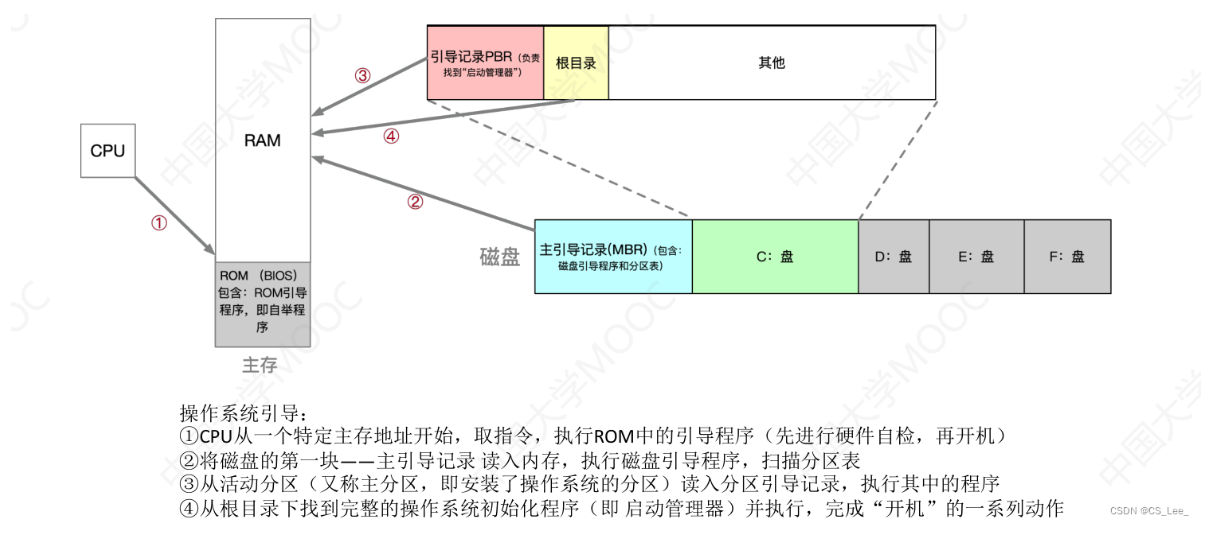 引导记录PBR（负责
找到“启动管理器”）
根目录
其他
③
④
CPU
RAM
①
②
磁盘
主引导记录(MBR)（包含：
磁盘引导程序和分区表）
C：盘
D：盘
E：盘
F：盘
ROM （BIOS）
包含：ROM引导
程序，即自举程
序
主存
操作系统引导：
①CPU从一个特定主存地址开始，取指令，执行ROM中的引导程序（先进行硬件自检，再开机）
②将磁盘的第一块——主引导记录 读入内存，执行磁盘引导程序，扫描分区表
③从活动分区（又称主分区，即安装了操作系统的分区）读入分区引导记录，执行其中的程序
④从根目录下找到完整的操作系统初始化程序（即 启动管理器）并执行，完成“开机”的一系列动作
CSDN @CS_Lee_
中国大学MOOC